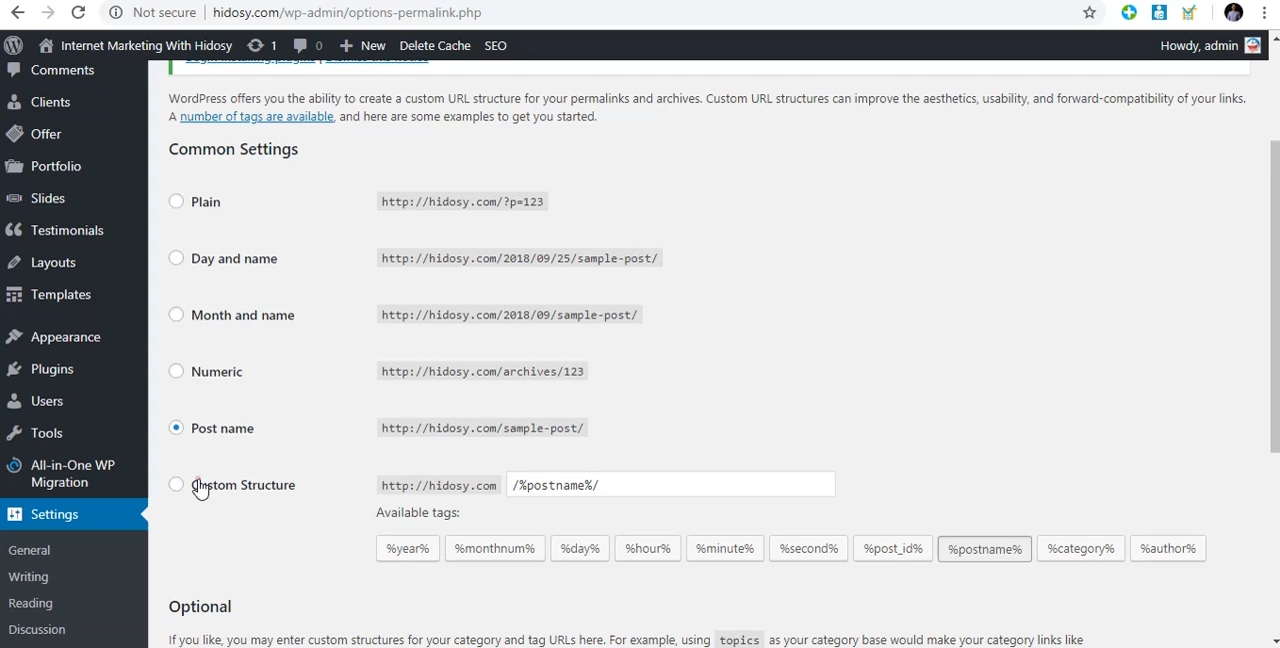 Not secure | hidosy.com/wp-admin/options-permalink.php
Internet Marketing With Hidosy 1 0 New Delete Cache SEO Howdy, admin
Comments
Clients
Offer
Portfolio
Slides
Testimonials
Layouts
Templates
Appearance
Plugins
Users
Tools
All-in-One WP
Migration
Settings
General
Writing
Reading
Discussion
Begin installing plugins | Dismiss this notice
WordPress offers you the ability to create a custom URL structure for your permalinks and archives. Custom URL structures can improve the aesthetics, usability, and forward-compatibility of your links.
A number of tags are available, and here are some examples to get you started.
Common Settings
Plain http://hidosy.com/?p=123
Day and name http://hidosy.com/2018/09/25/sample-post/
Month and name http://hidosy.com/2018/09/sample-post/
Numeric http://hidosy.com/archives/123
Post name http://hidosy.com/sample-post/
Custom Structure http://hidosy.com /%postname%/
Available tags:
%year% %monthnum% %day% %hour% %minute% %second% %post_id% %postname% %category% %author%
Optional
If you like, you may enter custom structures for your category and tag URLs here. For example, using topics as your category base would make your category links like